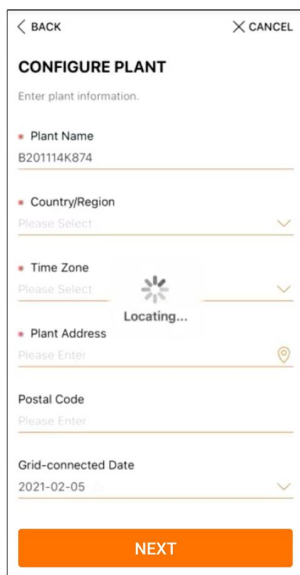 BACK
CANCEL
CONFIGURE PLANT
Enter plant information.
* Plant Name
B201114K874
* Country/Region
Please Select
* Time Zone
Please Select
Locating...
* Plant Address
Please Enter
Postal Code
Please Enter
Grid-connected Date
2021-02-05
NEXT